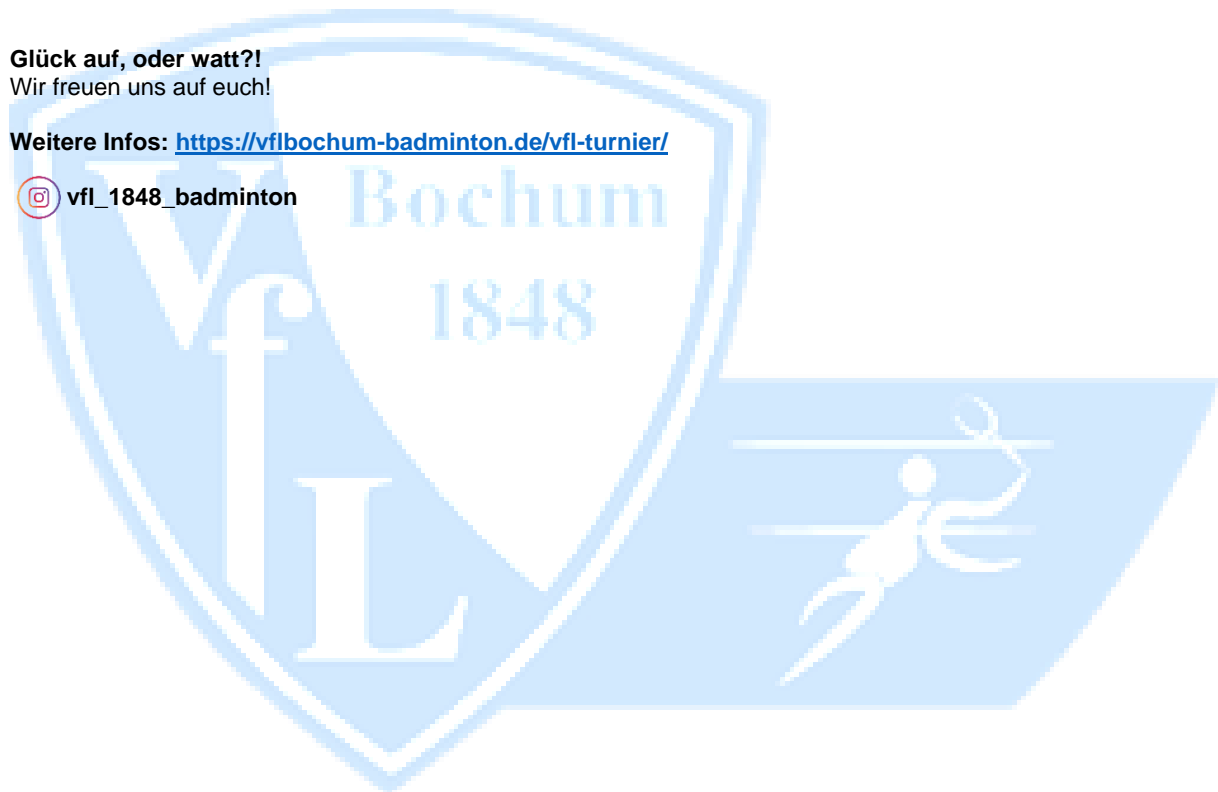 Glück auf, oder watt?!
Wir freuen uns auf euch!
Weitere Infos: https://vflbochum-badminton.de/vfl-turnier/
vfl_1848_badminton
VfL
Bochum
1848